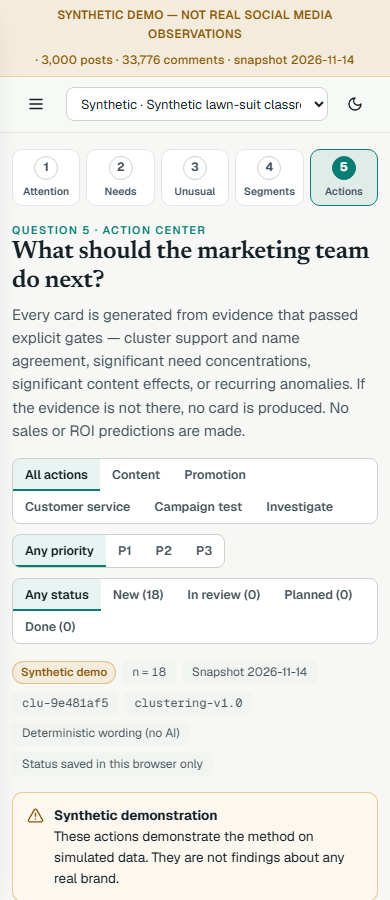 SYNTHETIC DEMO — NOT REAL SOCIAL MEDIA
OBSERVATIONS
· 3,000 posts · 33,776 comments · snapshot 2026-11-14
Synthetic · Synthetic lawn-suit classr
1
Attention
2
Needs
3
Unusual
4
Segments
5
Actions
QUESTION 5 · ACTION CENTER
What should the marketing team
do next?
Every card is generated from evidence that passed
explicit gates — cluster support and name
agreement, significant need concentrations,
significant content effects, or recurring anomalies. If
the evidence is not there, no card is produced. No
sales or ROI predictions are made.
All actions Content Promotion
Customer service Campaign test Investigate
Any priority P1 P2 P3
Any status New (18) In review (0) Planned (0)
Done (0)
Synthetic demo n = 18 Snapshot 2026-11-14
clu-9e481af5 clustering-v1.0
Deterministic wording (no AI)
Status saved in this browser only
Synthetic demonstration
These actions demonstrate the method on
simulated data. They are not findings about any
real brand.